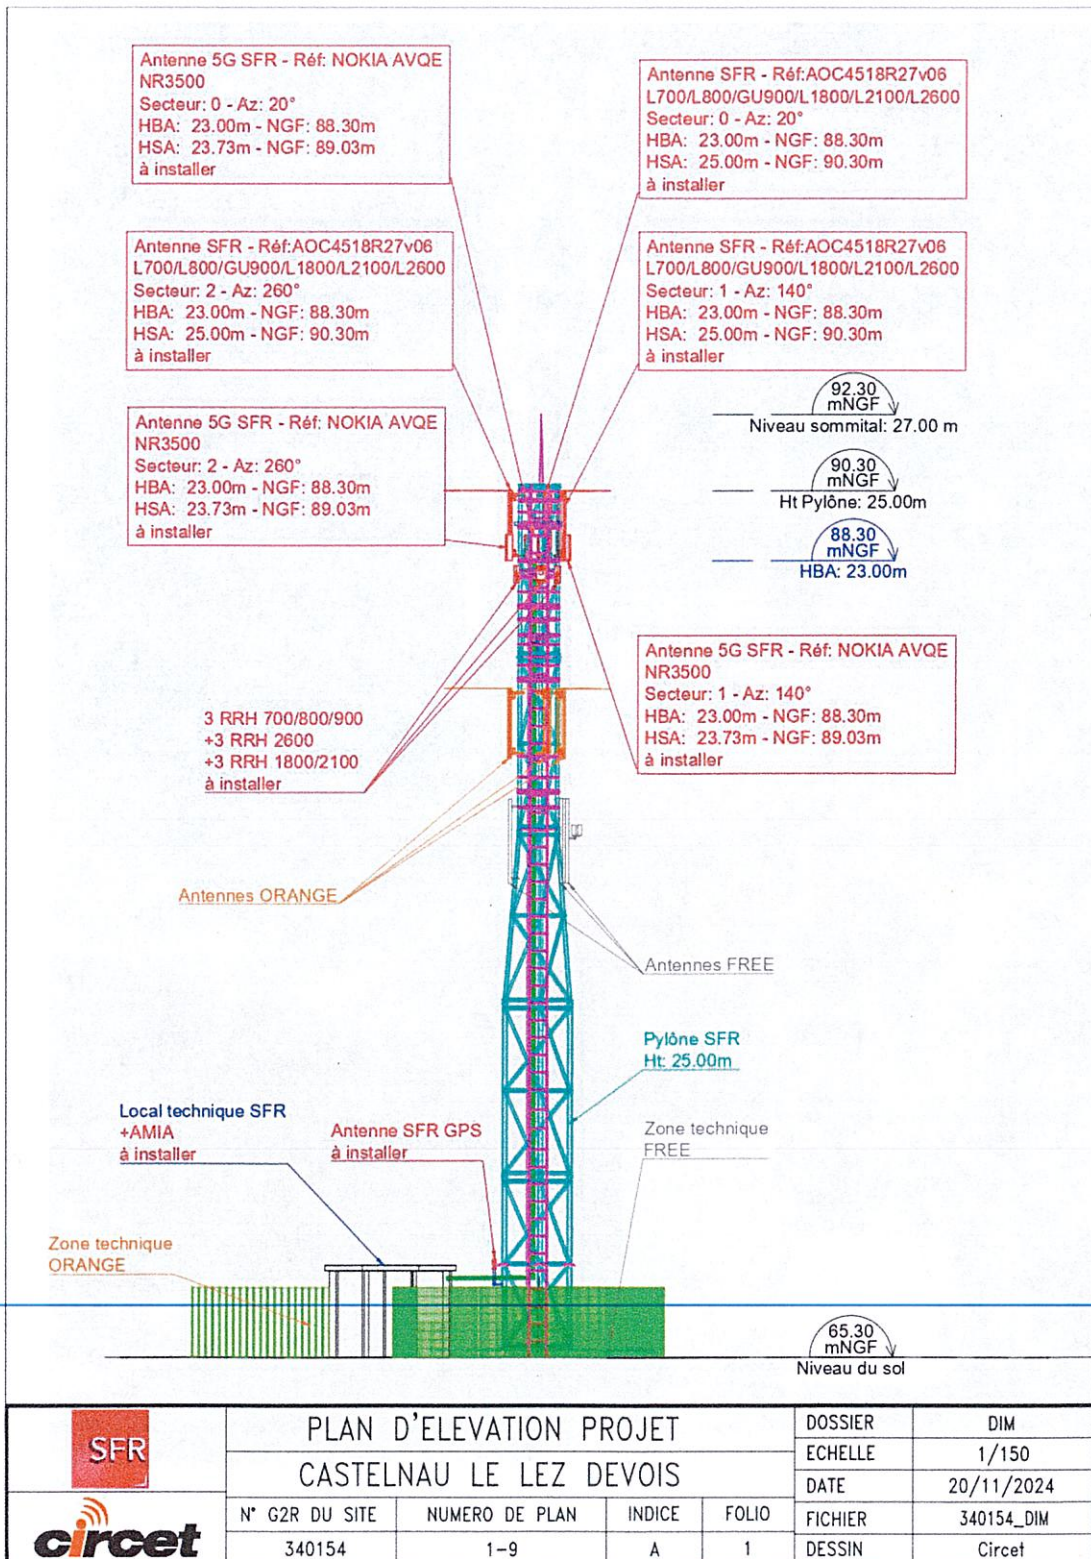 Antenne 5G SFR - Réf: NOKIA AVQE
NR3500
Secteur: 0 - Az: 20°
HBA: 23.00m - NGF: 88.30m
HSA: 23.73m - NGF: 89.03m
à installer
Antenne SFR - Réf:AOC4518R27v06
L700/L800/GU900/L1800/L2100/L2600
Secteur: 0 - Az: 20°
HBA: 23.00m - NGF: 88.30m
HSA: 25.00m - NGF: 90.30m
à installer
Antenne SFR - Réf:AOC4518R27v06
L700/L800/GU900/L1800/L2100/L2600
Secteur: 2 - Az: 260°
HBA: 23.00m - NGF: 88.30m
HSA: 25.00m - NGF: 90.30m
à installer
Antenne SFR - Réf:AOC4518R27v06
L700/L800/GU900/L1800/L2100/L2600
Secteur: 1 - Az: 140°
HBA: 23.00m - NGF: 88.30m
HSA: 25.00m - NGF: 90.30m
à installer
92.30
mNGF
Niveau sommital: 27.00 m
Antenne 5G SFR - Réf: NOKIA AVQE
NR3500
Secteur: 2 - Az: 260°
HBA: 23.00m - NGF: 88.30m
HSA: 23.73m - NGF: 89.03m
à installer
90.30
mNGF
Ht Pylône: 25.00m
88.30
mNGF
HBA: 23.00m
Antenne 5G SFR - Réf: NOKIA AVQE
NR3500
Secteur: 1 - Az: 140°
HBA: 23.00m - NGF: 88.30m
HSA: 23.73m - NGF: 89.03m
à installer
3 RRH 700/800/900
+3 RRH 2600
+3 RRH 1800/2100
à installer
Antennes ORANGE
Antennes FREE
Pylône SFR
Ht: 25.00m
Local technique SFR
+AMIA
à installer
Antenne SFR GPS
à installer
Zone technique
FREE
Zone technique
ORANGE
65.30
mNGF
Niveau du sol
SFR
circet
PLAN D'ELEVATION PROJET
CASTELNAU LE LEZ DEVOIS
N° G2R DU SITE NUMERO DE PLAN INDICE FOLIO
340154 1-9 A 1
DOSSIER DIM
ECHELLE 1/150
DATE 20/11/2024
FICHIER 340154_DIM
DESSIN Circet